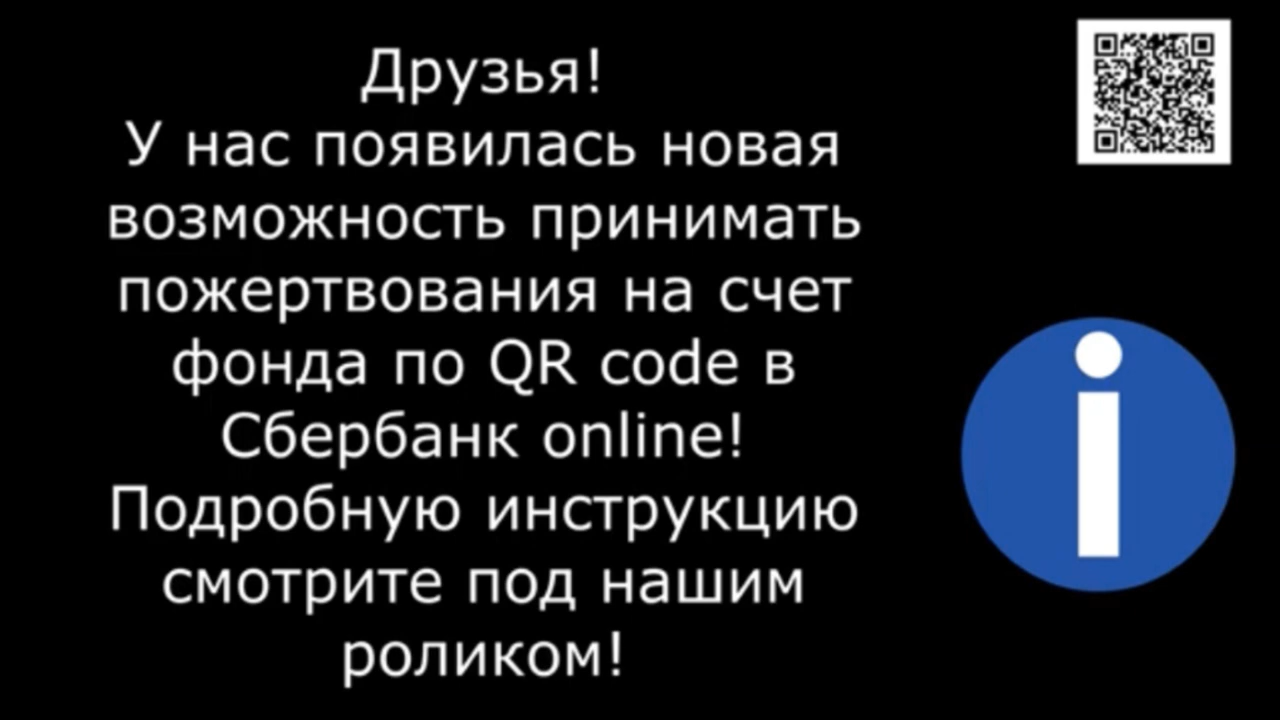 Друзья!
У нас появилась новая
возможность принимать
пожертвования на счет
фонда по QR code в
Сбербанк online!
Подробную инструкцию
смотрите под нашим
роликом!